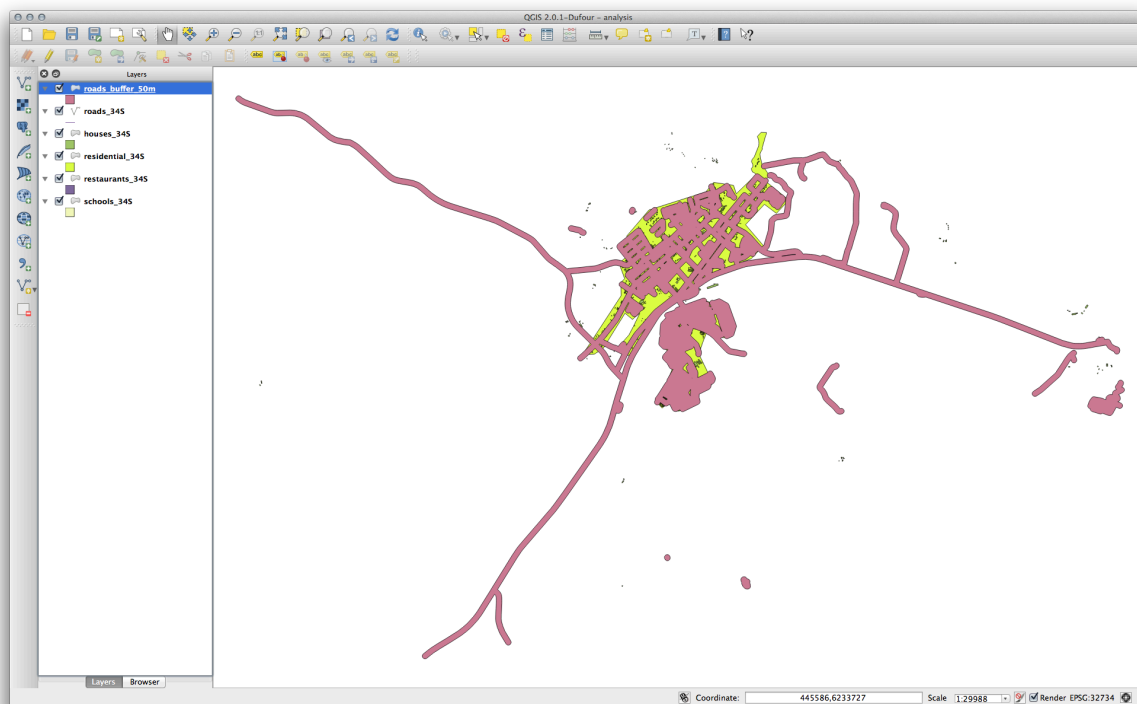 QGIS 2.0.1-Dufour - analysis
Layers
roads_buffer_50m
roads_34S
houses_34S
residential_34S
restaurants_34S
schools_34S
Layers Browser
Coordinate: 445586,6233727 Scale 1:29988 Render EPSG:32734